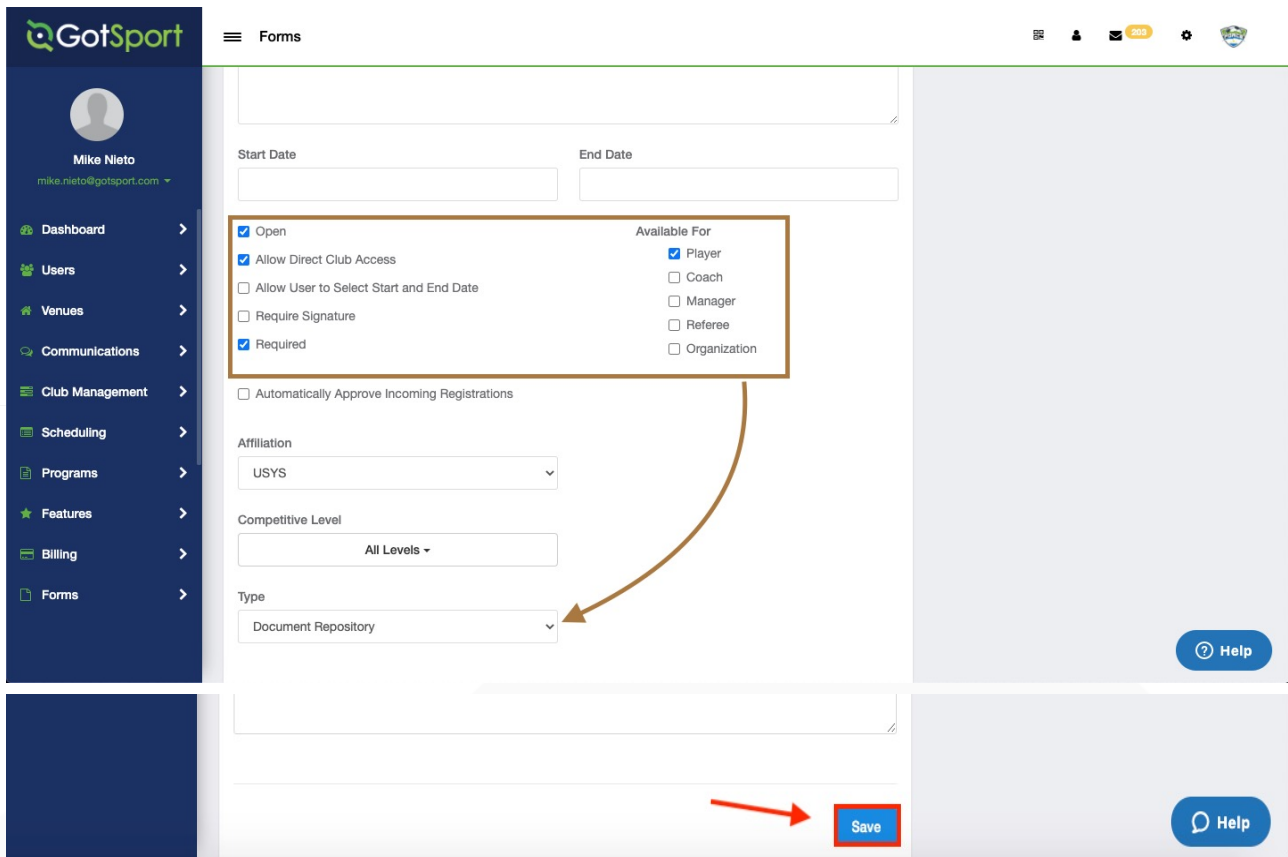 GotSport
Forms
203
Mike Nieto
mike.nieto@gotsport.com
Dashboard
Users
Venues
Communications
Club Management
Scheduling
Programs
Features
Billing
Forms
Start Date
End Date
Open
Allow Direct Club Access
Allow User to Select Start and End Date
Require Signature
Required
Available For
Player
Coach
Manager
Referee
Organization
Automatically Approve Incoming Registrations
Affiliation
USYS
Competitive Level
All Levels
Type
Document Repository
Help
Save
Help